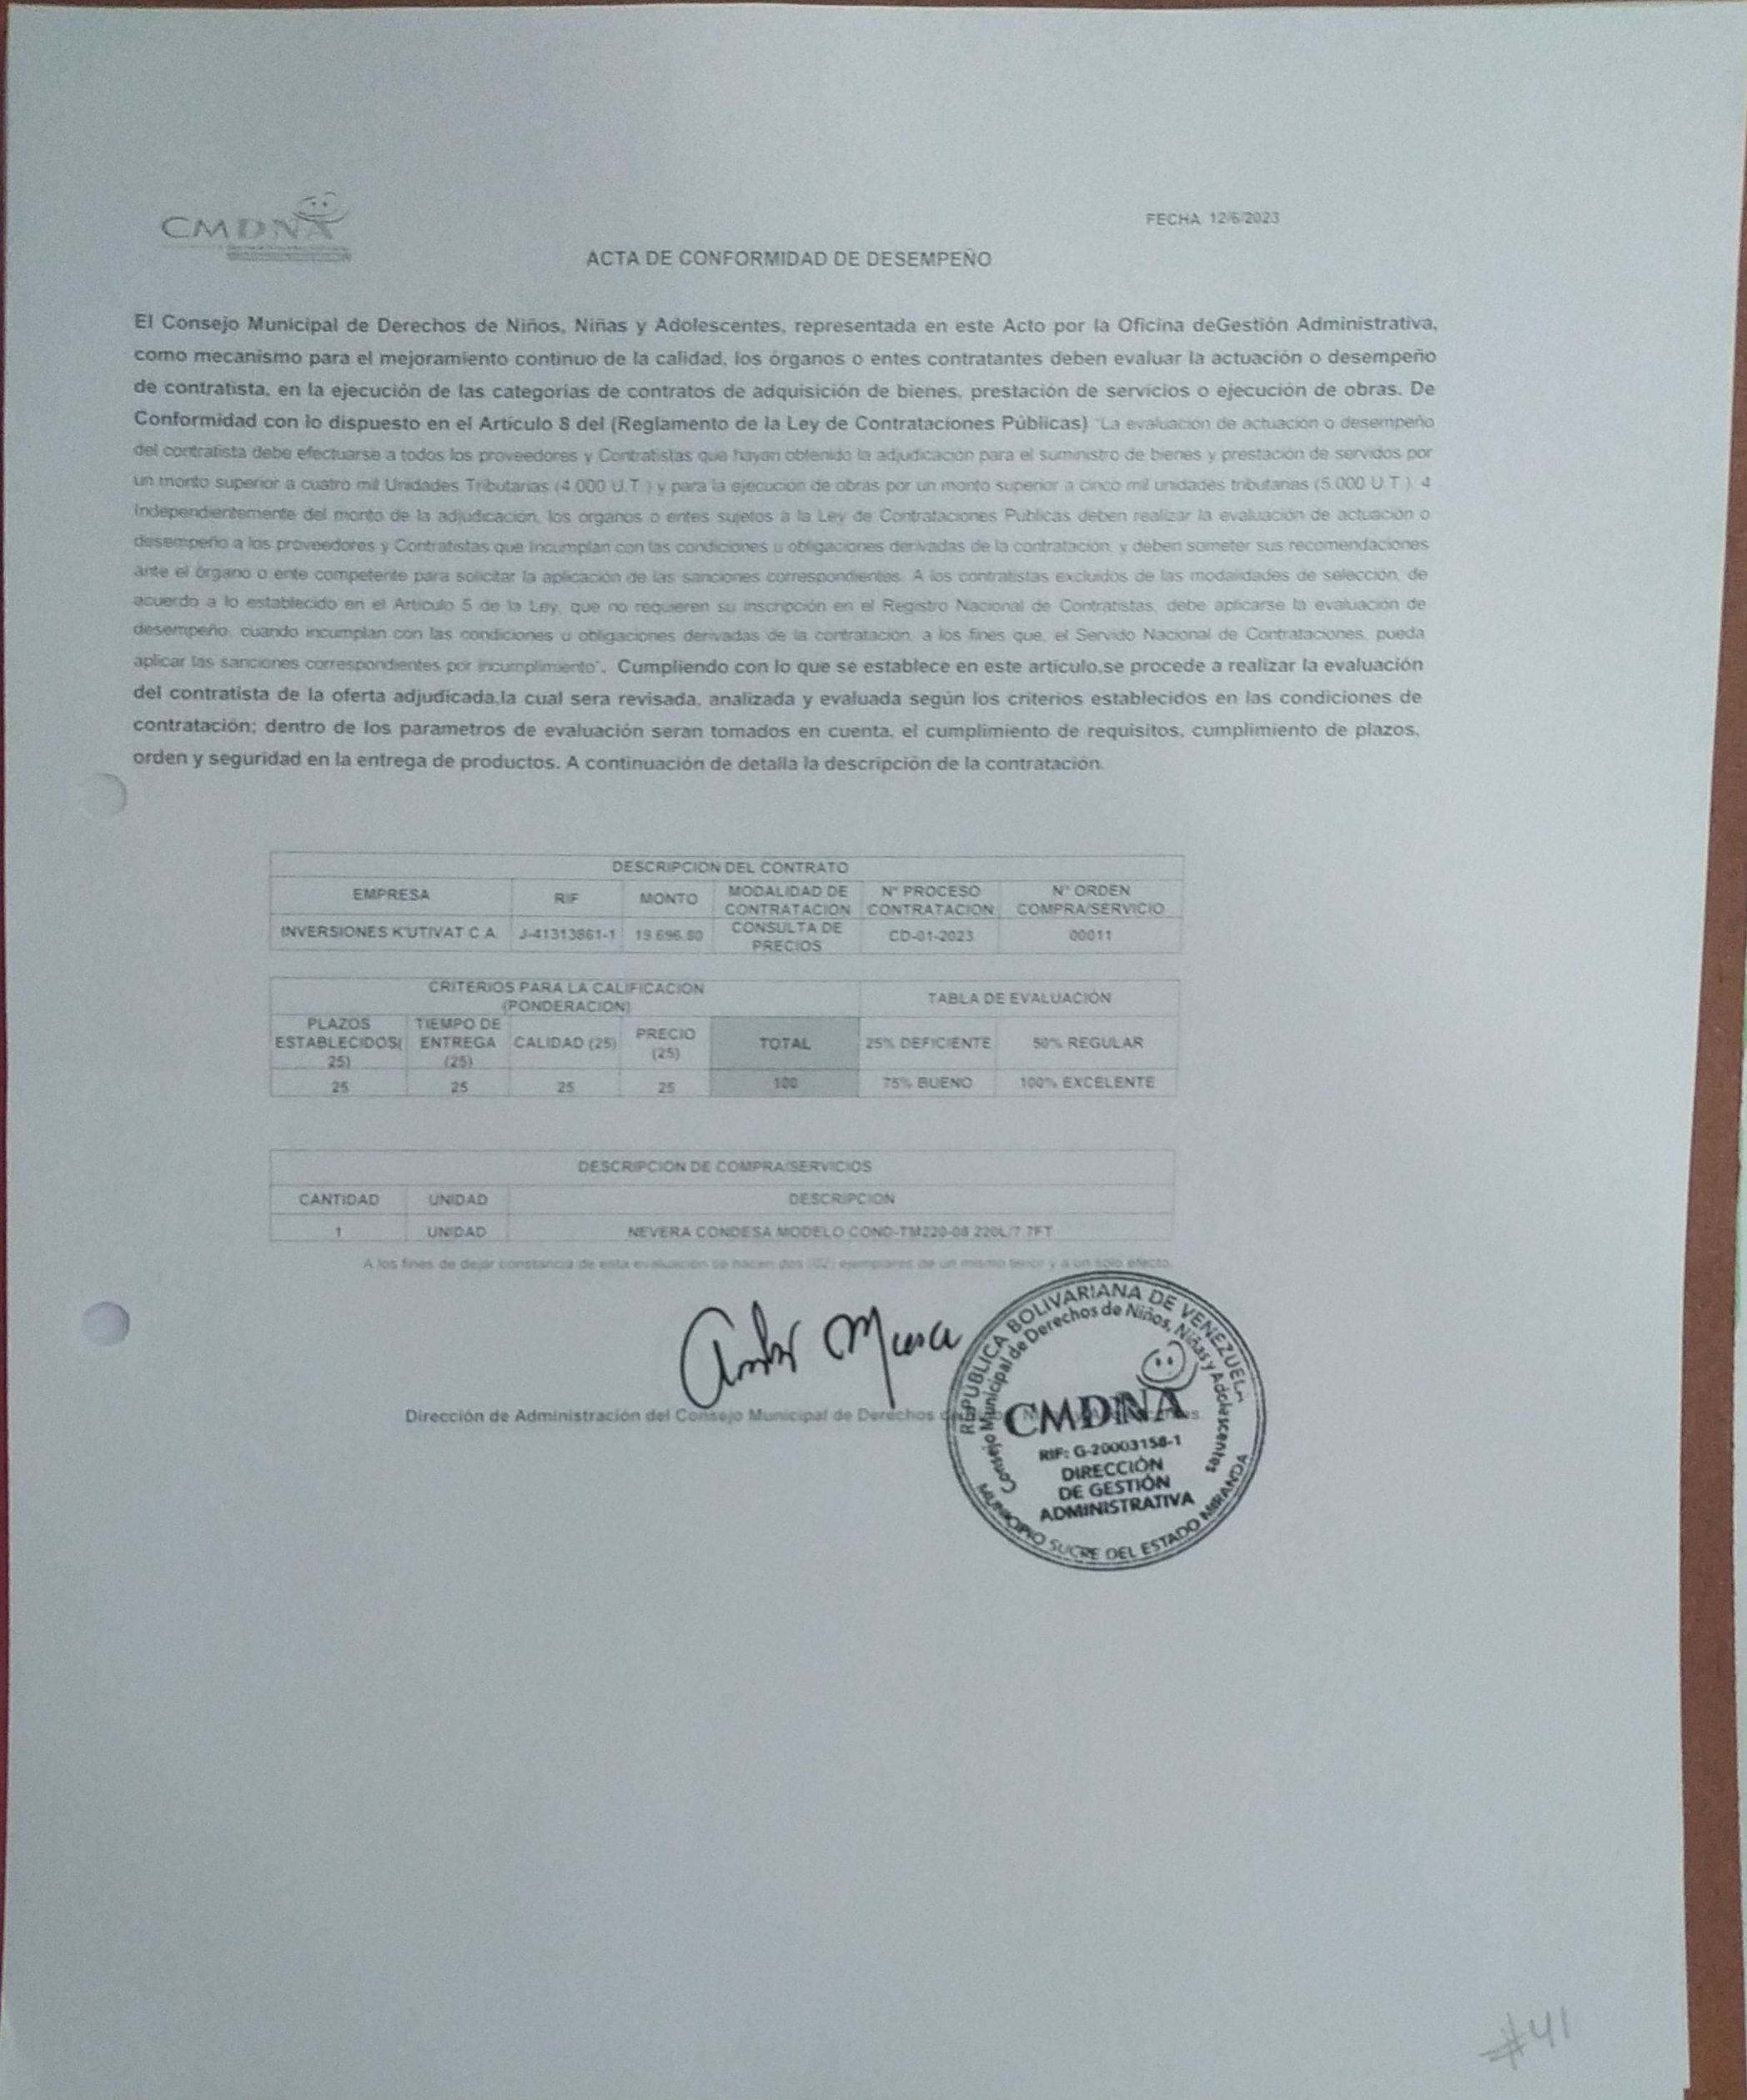 CMDNA
FECHA 12/6/2023
ACTA DE CONFORMIDAD DE DESEMPEÑO
El Consejo Municipal de Derechos de Niños, Niñas y Adolescentes, representada en este Acto por la Oficina deGestión Administrativa,
como mecanismo para el mejoramiento continuo de la calidad, los órganos o entes contratantes deben evaluar la actuación o desempeño
de contratista, en la ejecución de las categorías de contratos de adquisición de bienes, prestación de servicios o ejecución de obras. De
Conformidad con lo dispuesto en el Artículo 8 del (Reglamento de la Ley de Contrataciones Públicas) "La evaluación de actuación o desempeño
del contratista debe efectuarse a todos los proveedores y Contratistas que hayan obtenido la adjudicación para el suministro de bienes y prestación de servidos por
un monto superior a cuatro mil Unidades Tributarias (4.000 U.T.) y para la ejecución de obras por un monto superior a cinco mil unidades tributarias (5.000 U.T.). 4
Independientemente del monto de la adjudicación, los órganos o entes sujetos a la Ley de Contrataciones Publicas deben realizar la evaluación de actuación o
desempeño a los proveedores y Contratistas que Incumplan con las condiciones u obligaciones derivadas de la contratación, y deben someter sus recomendaciones
ante el órgano o ente competente para solicitar la aplicación de las sanciones correspondientes. A los contratistas excluidos de las modalidades de selección, de
acuerdo a lo establecido en el Artículo 5 de la Ley, que no requieren su inscripción en el Registro Nacional de Contratistas, debe aplicarse la evaluación de
desempeño, cuando incumplan con las condiciones u obligaciones derivadas de la contratación, a los fines que, el Servido Nacional de Contrataciones, pueda
aplicar las sanciones correspondientes por incumplimiento". Cumpliendo con lo que se establece en este articulo,se procede a realizar la evaluación
del contratista de la oferta adjudicada,la cual sera revisada, analizada y evaluada según los criterios establecidos en las condiciones de
contratación; dentro de los parametros de evaluación seran tomados en cuenta, el cumplimiento de requisitos, cumplimiento de plazos,
orden y seguridad en la entrega de productos. A continuación de detalla la descripción de la contratación.
DESCRIPCION DEL CONTRATO
EMPRESA RIF MONTO MODALIDAD DE CONTRATACION N° PROCESO CONTRATACION N° ORDEN COMPRA/SERVICIO
INVERSIONES K'UTIVAT C.A. J-41313861-1 19.696,80 CONSULTA DE PRECIOS CD-01-2023 00011
CRITERIOS PARA LA CALIFICACION (PONDERACION) TABLA DE EVALUACIÓN
PLAZOS ESTABLECIDOS(25) TIEMPO DE ENTREGA (25) CALIDAD (25) PRECIO (25) TOTAL 25% DEFICIENTE 50% REGULAR
25 25 25 25 100 75% BUENO 100% EXCELENTE
DESCRIPCION DE COMPRA/SERVICIOS
CANTIDAD UNIDAD DESCRIPCION
1 UNIDAD NEVERA CONDESA MODELO COND-TM220-08 220L/7.7FT
A los fines de dejar constancia de esta evaluación se hacen dos (02) ejemplares de un mismo tenor y a un solo efecto.
Dirección de Administración del Consejo Municipal de Derechos
REPÚBLICA BOLIVARIANA DE VENEZUELA
Consejo Municipal de Derechos de Niños, Niñas y Adolescentes
CMDNA
RIF: G-20003158-1
DIRECCIÓN
DE GESTIÓN
ADMINISTRATIVA
MUNICIPIO SUCRE DEL ESTADO MIRANDA
#41